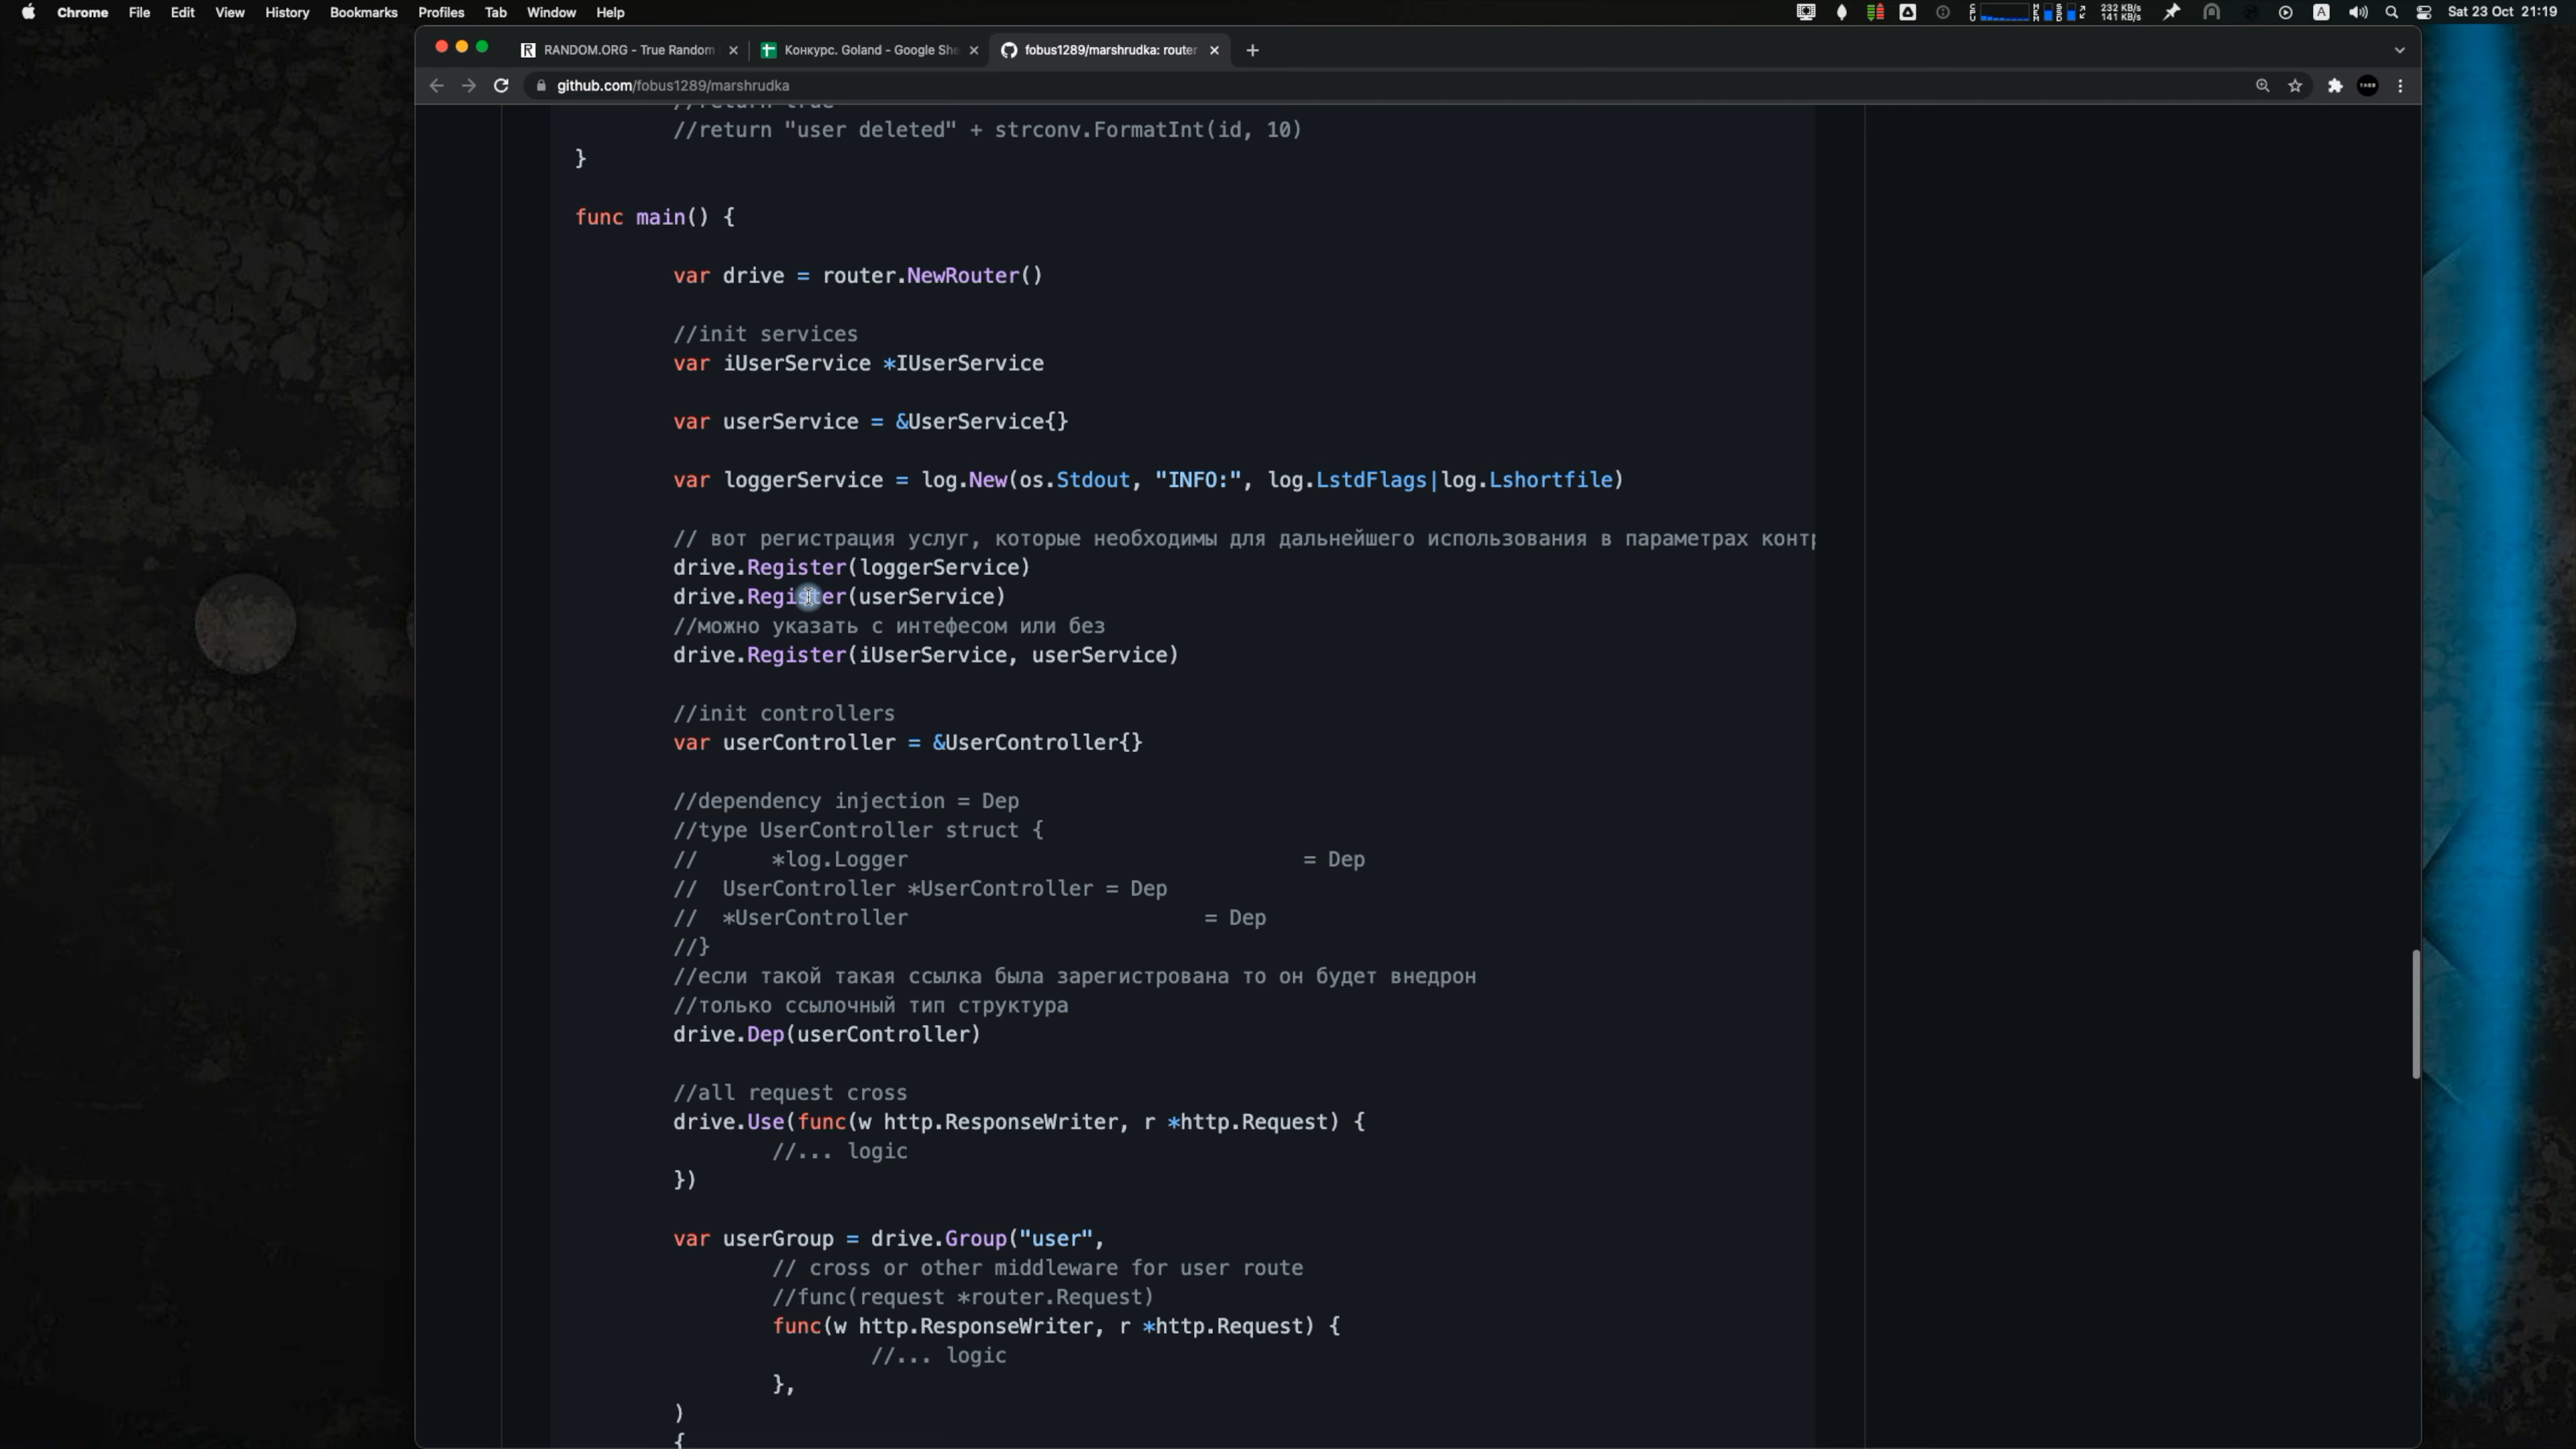 Chrome File Edit View History Bookmarks Profiles Tab Window Help
232 KB/s
141 KB/s
A
Sat 23 Oct 21:19
RANDOM.ORG - True Random
Конкурс. Goland - Google She
fobus1289/marshrudka: router
github.com/fobus1289/marshrudka
//return true
//return "user deleted" + strconv.FormatInt(id, 10)
}
func main() {
var drive = router.NewRouter()
//init services
var iUserService *IUserService
var userService = &UserService{}
var loggerService = log.New(os.Stdout, "INFO:", log.LstdFlags|log.Lshortfile)
// вот регистрация услуг, которые необходимы для дальнейшего использования в параметрах контр
drive.Register(loggerService)
drive.Register(userService)
//можно указать с интефесом или без
drive.Register(iUserService, userService)
//init controllers
var userController = &UserController{}
//dependency injection = Dep
//type UserController struct {
// *log.Logger = Dep
// UserController *UserController = Dep
// *UserController = Dep
//}
//если такой такая ссылка была зарегистрована то он будет внедрон
//только ссылочный тип структура
drive.Dep(userController)
//all request cross
drive.Use(func(w http.ResponseWriter, r *http.Request) {
//... logic
})
var userGroup = drive.Group("user",
// cross or other middleware for user route
//func(request *router.Request)
func(w http.ResponseWriter, r *http.Request) {
//... logic
},
)
{